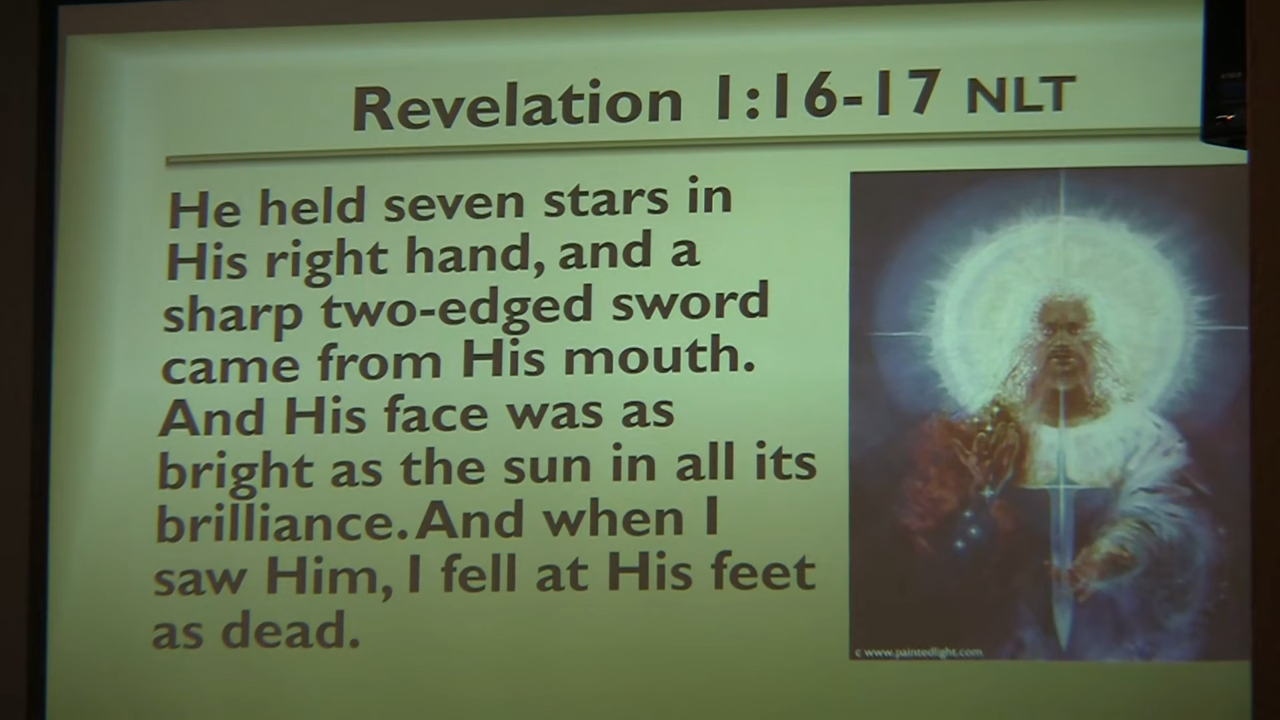 Revelation 1:16-17 NLT
He held seven stars in
His right hand, and a
sharp two-edged sword
came from His mouth.
And His face was as
bright as the sun in all its
brilliance. And when I
saw Him, I fell at His feet
as dead.
c www.paintedlight.com